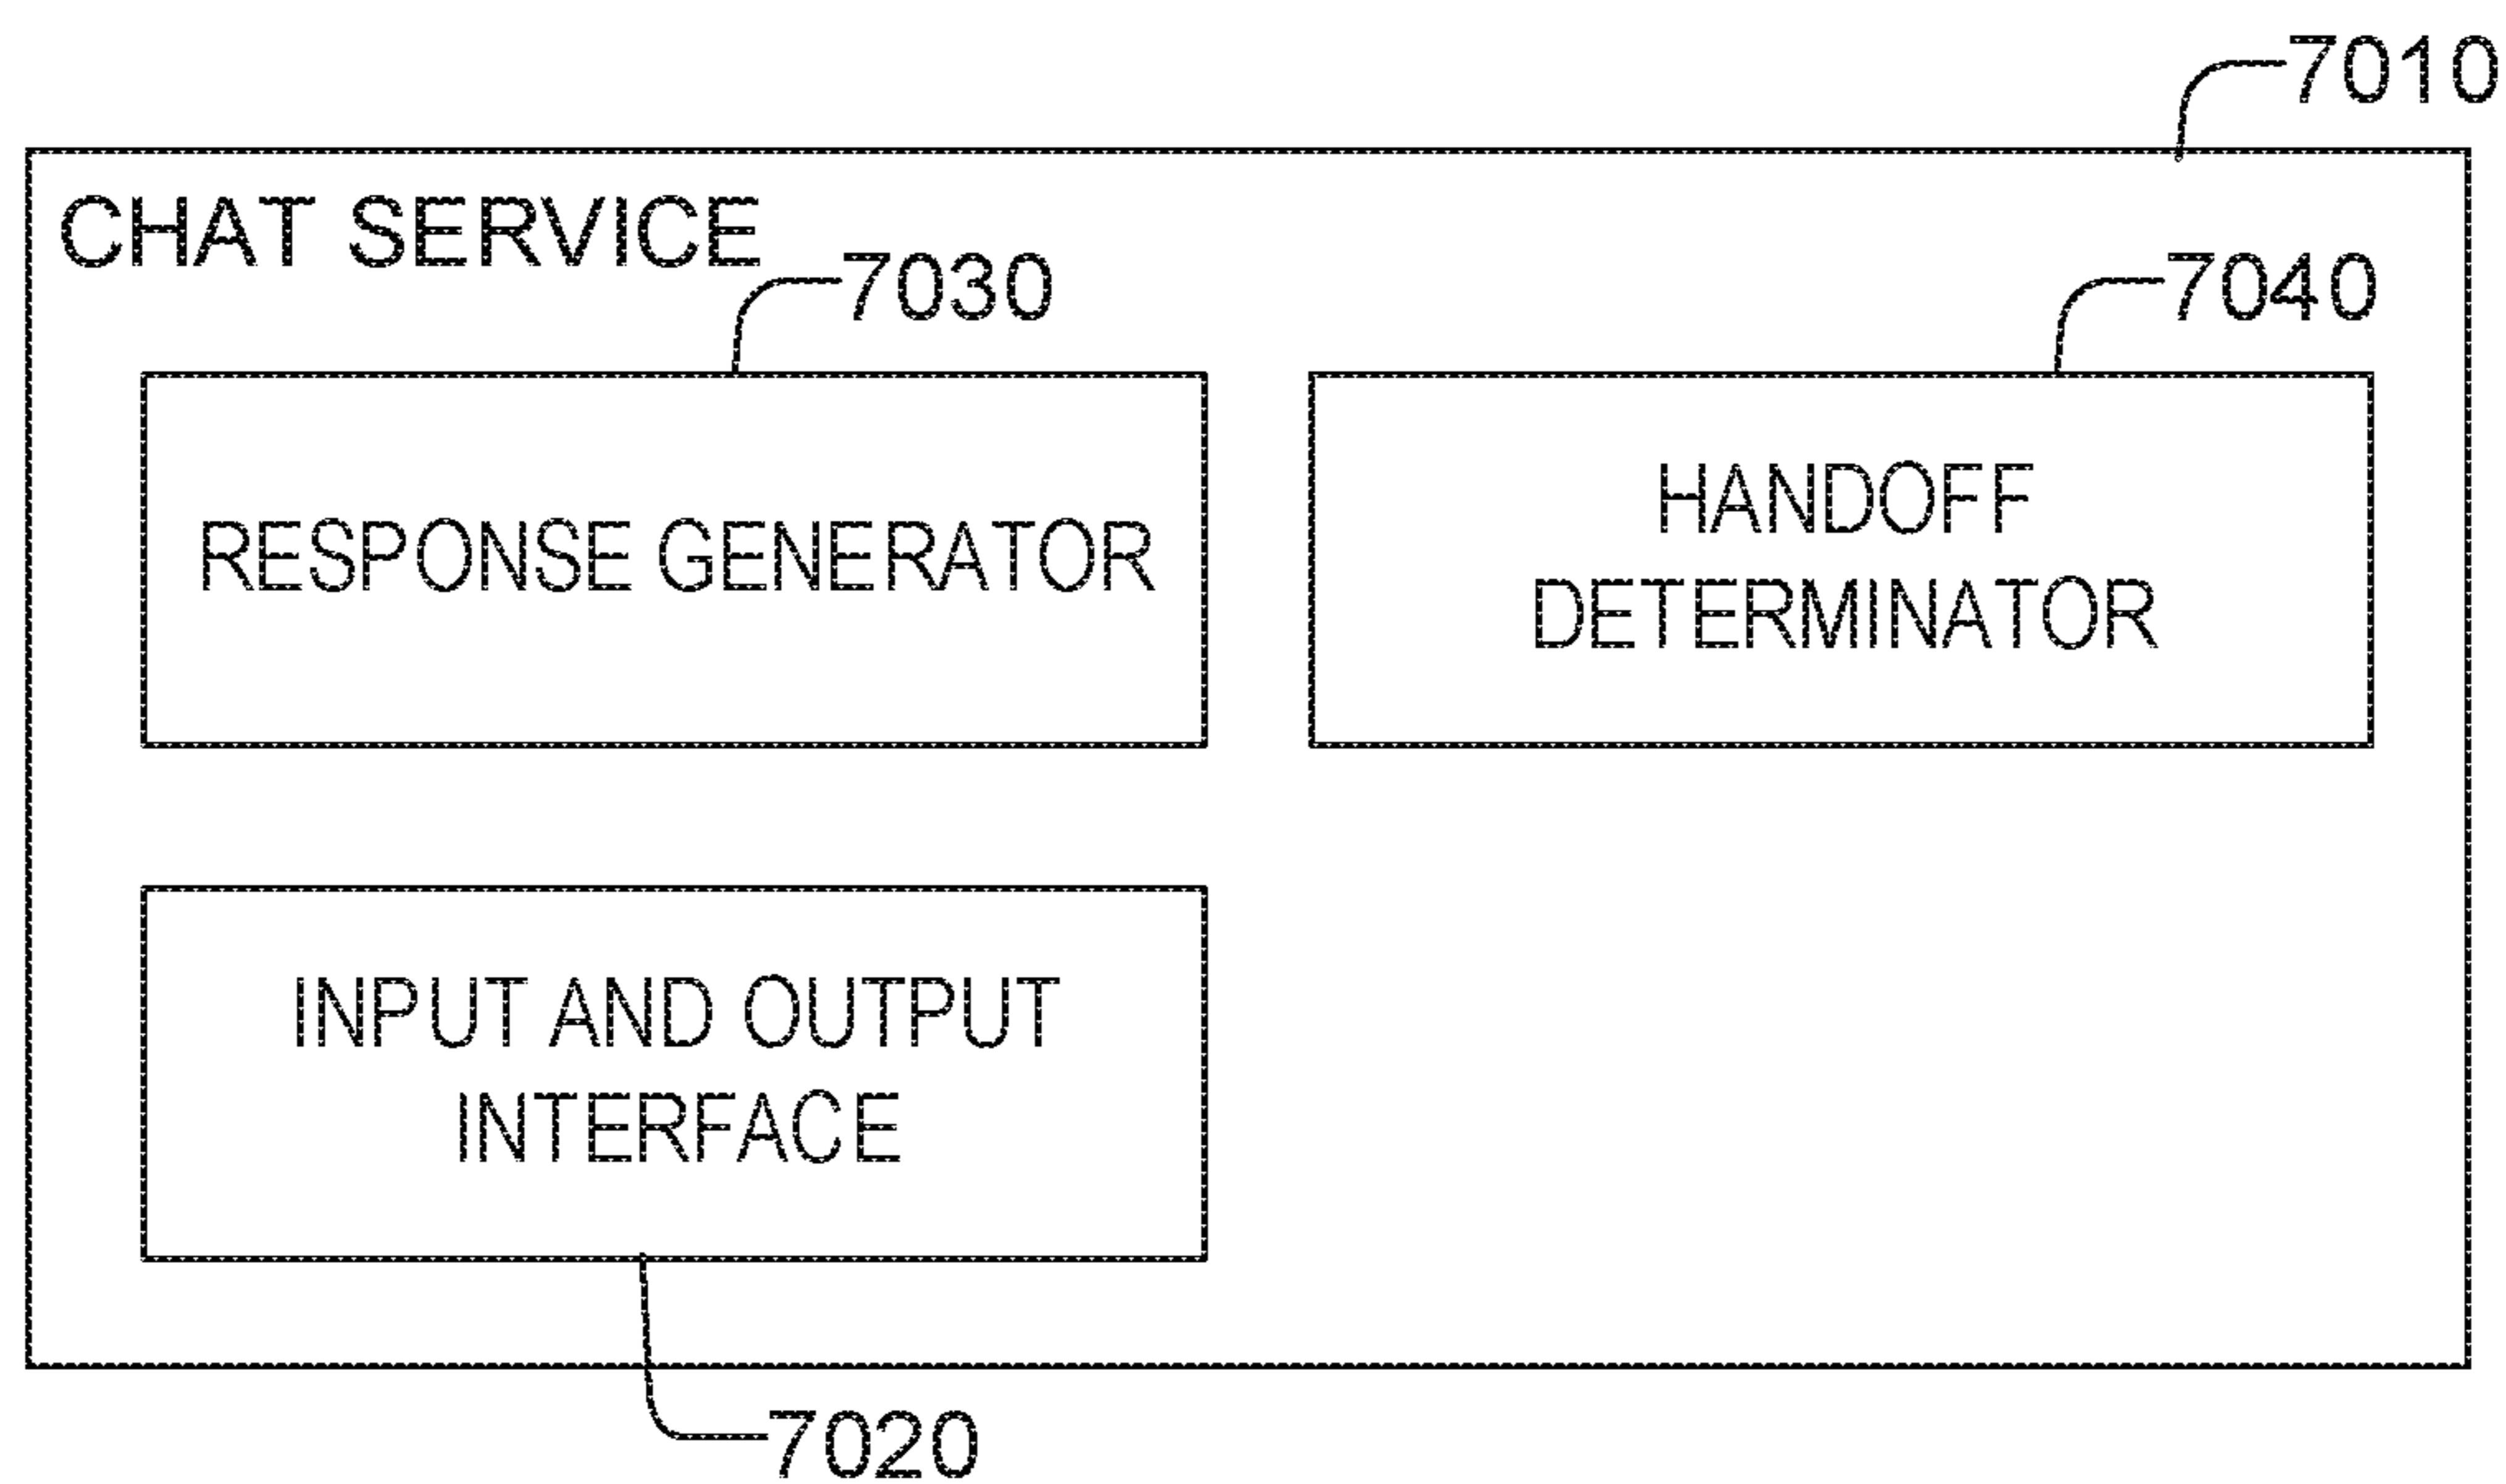 7010
CHAT SERVICE
7030
7040
RESPONSE GENERATOR
HANDOFF
DETERMINATOR
INPUT AND OUTPUT
INTERFACE
7020